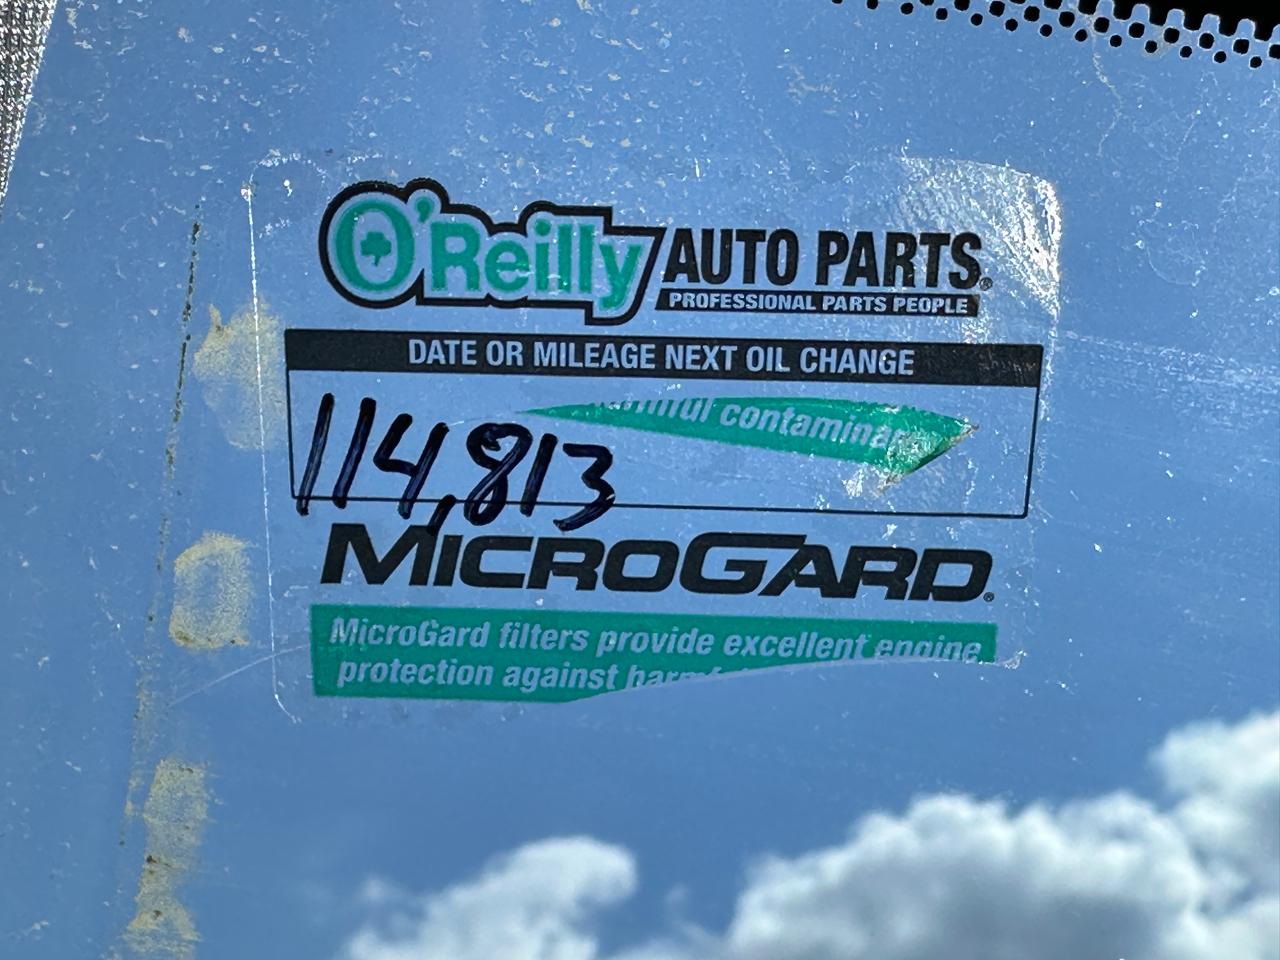 O'Reilly AUTO PARTS®
PROFESSIONAL PARTS PEOPLE
DATE OR MILEAGE NEXT OIL CHANGE
contaminan
114,813
MICROGARD®
MicroGard filters provide excellent engine
protection against